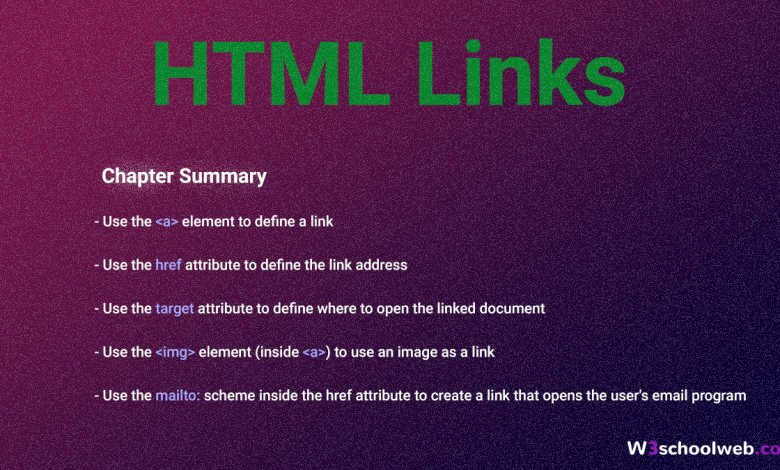 HTML Links
Chapter Summary
- Use the <a> element to define a link
- Use the href attribute to define the link address
- Use the target attribute to define where to open the linked document
- Use the <img> element (inside <a>) to use an image as a link
- Use the mailto: scheme inside the href attribute to create a link that opens the user's email program
W3schoolweb.co